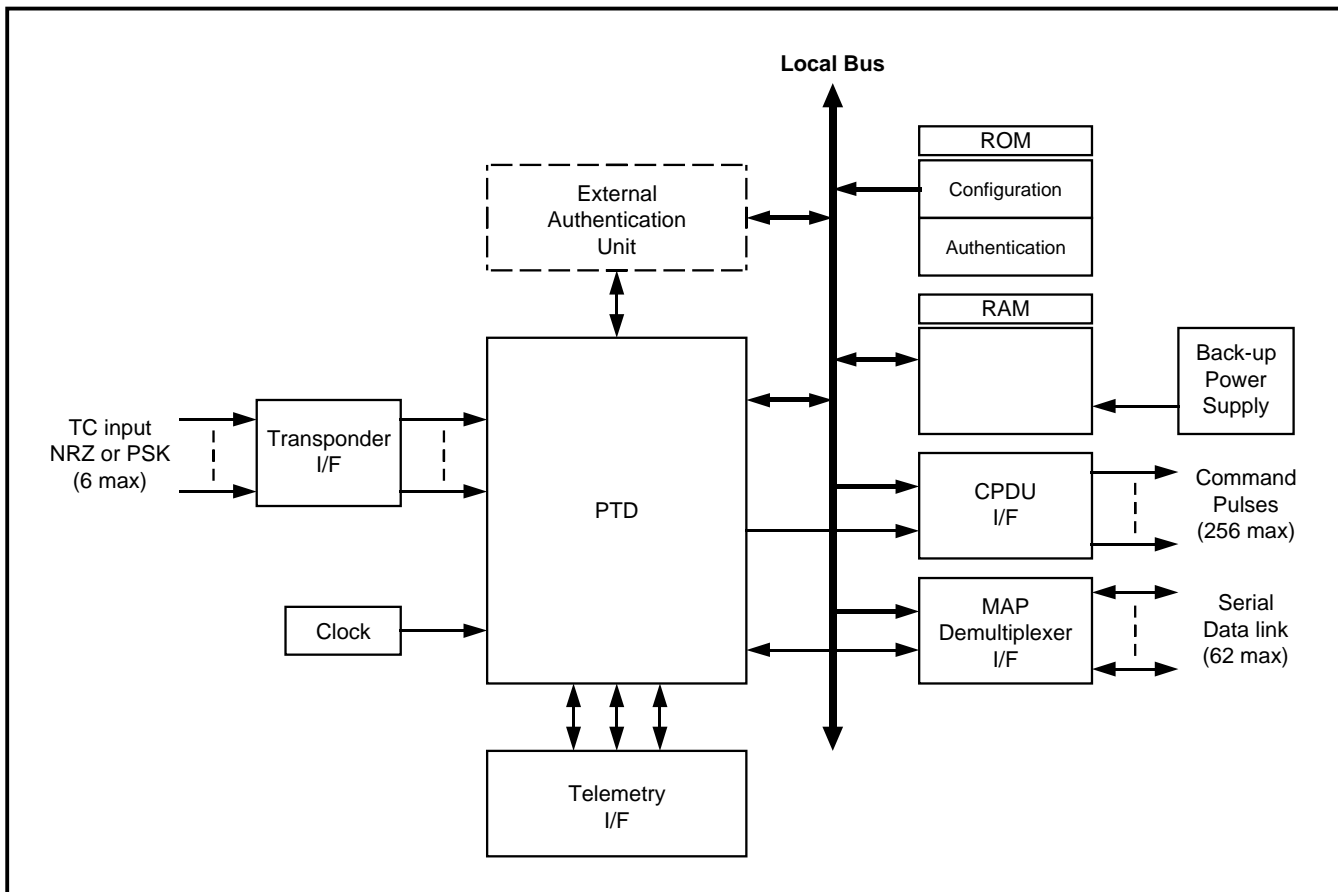 Local Bus
ROM
Configuration
Authentication
External
Authentication
Unit
RAM
Back-up
Power
Supply
TC input
NRZ or PSK
(6 max)
Transponder
I/F
PTD
CPDU
I/F
Command
Pulses
(256 max)
Clock
MAP
Demultiplexer
I/F
Serial
Data link
(62 max)
Telemetry
I/F